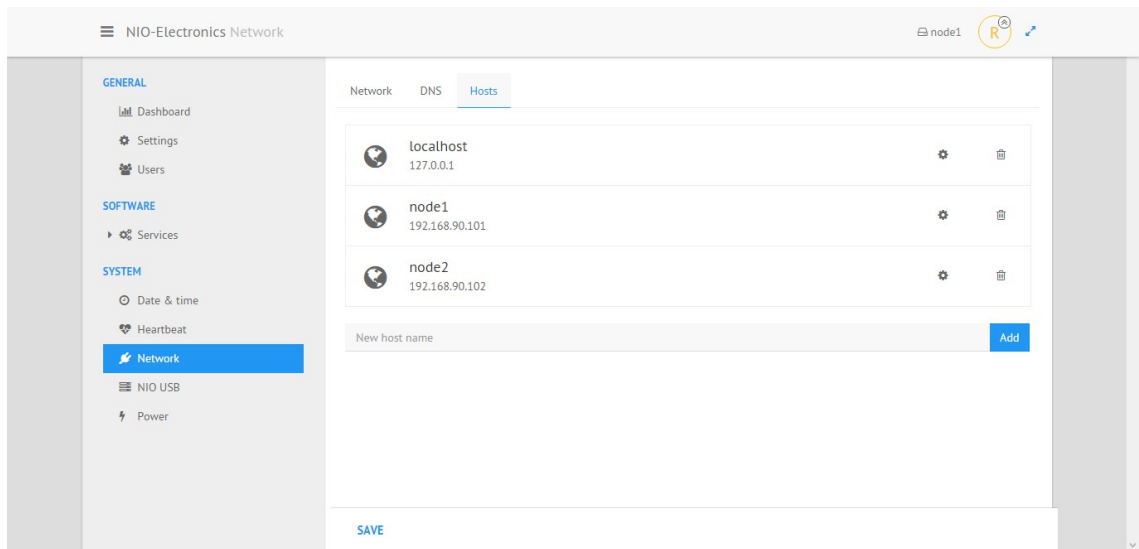 NIO-Electronics Network
node1
R
GENERAL
Dashboard
Settings
Users
SOFTWARE
Services
SYSTEM
Date & time
Heartbeat
Network
NIO USB
Power
Network DNS Hosts
localhost
127.0.0.1
node1
192.168.90.101
node2
192.168.90.102
New host name
Add
SAVE